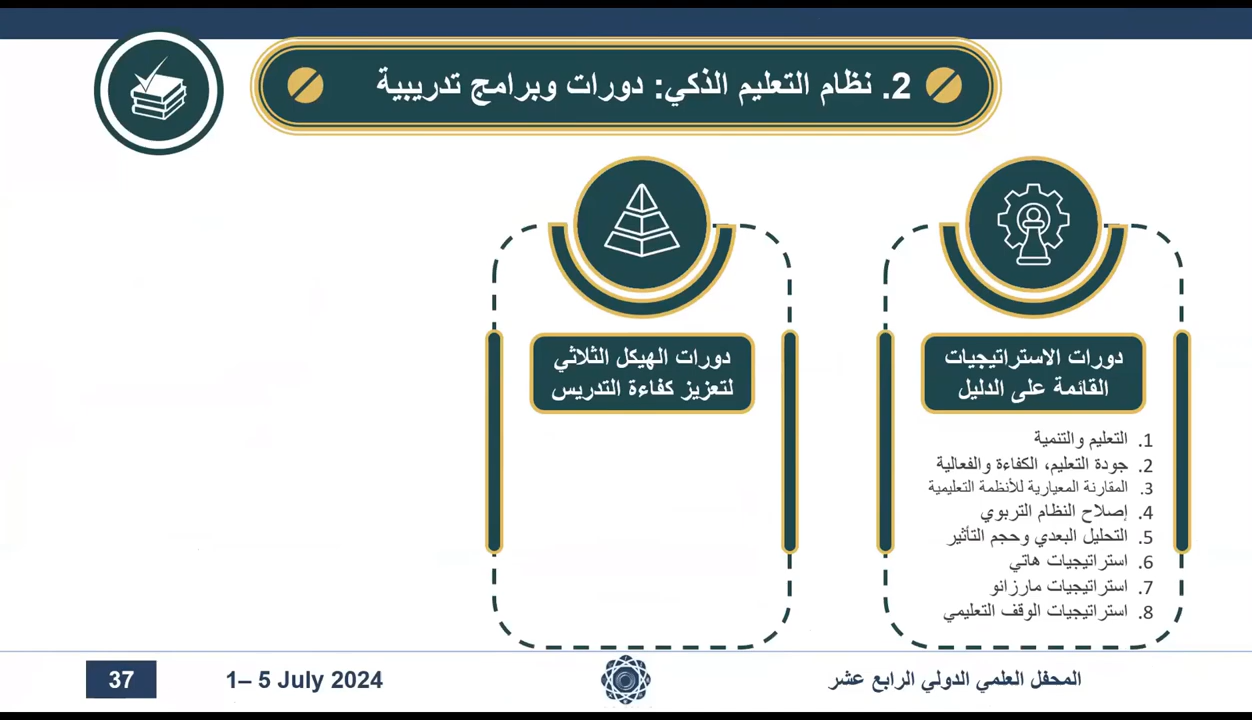 2. نظام التعليم الذكي: دورات وبرامج تدريبية
دورات الاستراتيجيات
القائمة على الدليل
1. التعليم والتنمية
2. جودة التعليم، الكفاءة والفعالية
3. المقارنة المعيارية للأنظمة التعليمية
4. إصلاح النظام التربوي
5. التحليل البعدي وحجم التأثير
6. استراتيجيات هاتي
7. استراتيجيات مارزانو
8. استراتيجيات الوقف التعليمي
دورات الهيكل الثلاثي
لتعزيز كفاءة التدريس
المحفل العلمي الدولي الرابع عشر
1– 5 July 2024
37